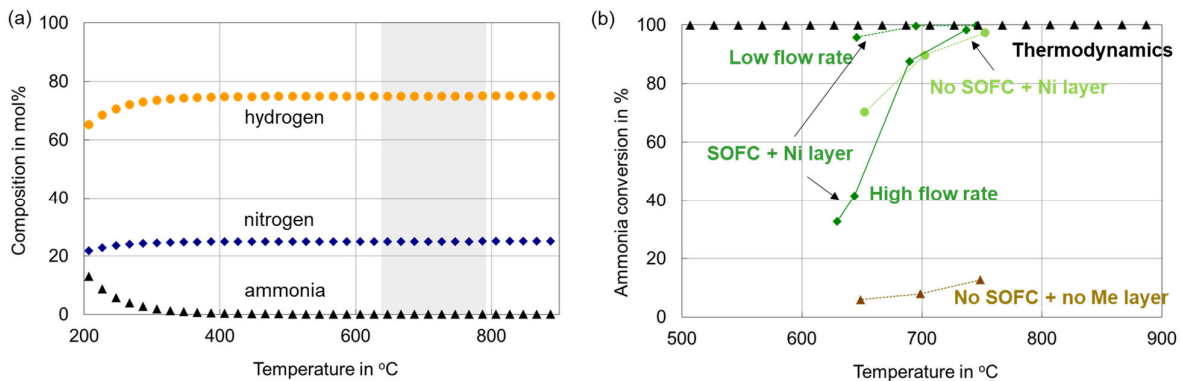 (a)
100
80
60
40
20
0
Composition in mol%
hydrogen
nitrogen
ammonia
200
400
600
800
Temperature in °C
(b)
100
80
60
40
20
0
Ammonia conversion in %
Thermodynamics
Low flow rate
No SOFC + Ni layer
SOFC + Ni layer
High flow rate
No SOFC + no Me layer
500
600
700
800
900
Temperature in °C